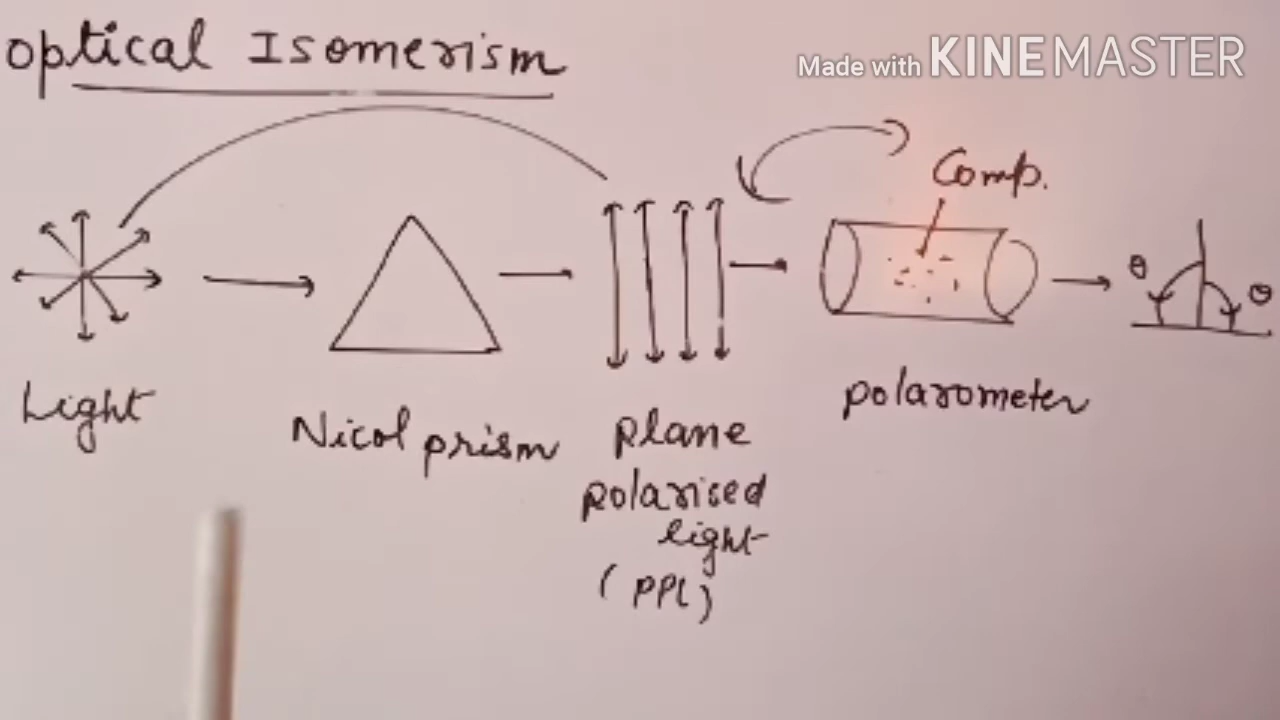 optical Isomerism
Made with KINEMASTER
Comp.
θ
θ
Light
Nicol prism
plane
polarised
light
(PPL)
polarometer